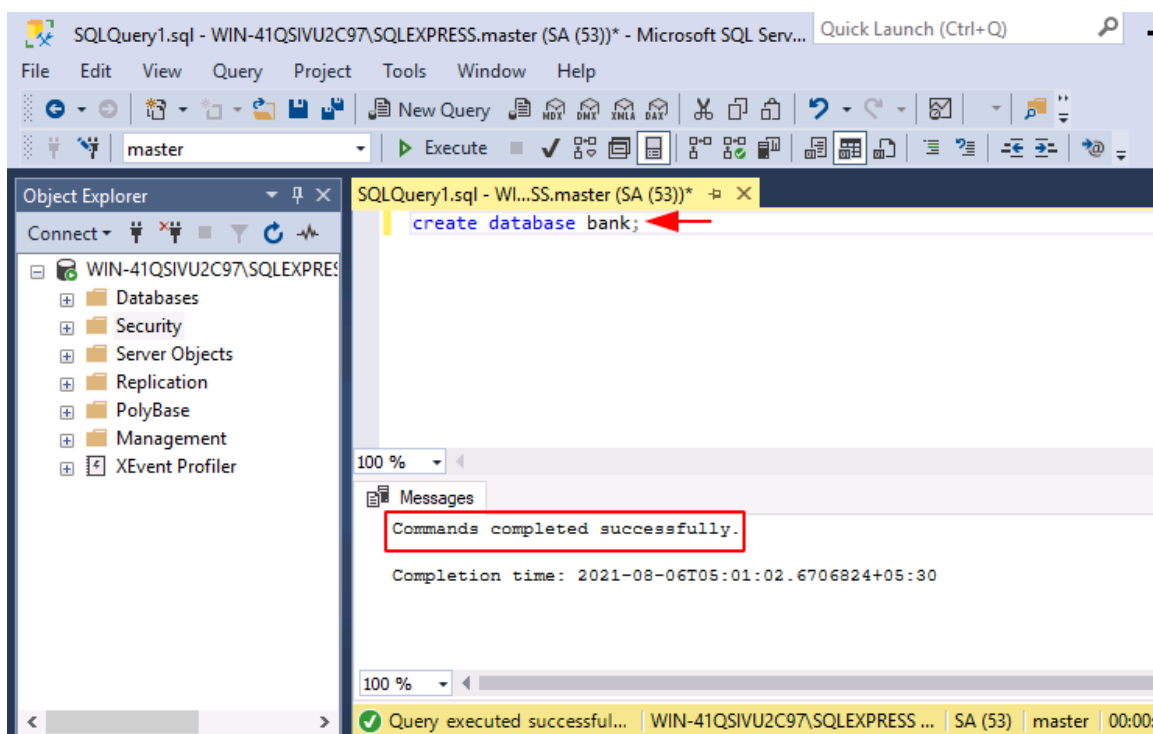 SQLQuery1.sql - WIN-41QSIVU2C97\SQLEXPRESS.master (SA (53))* - Microsoft SQL Serv...
Quick Launch (Ctrl+Q)
File Edit View Query Project Tools Window Help
New Query MDX DMX XMLA DAX
master
Execute
Object Explorer
SQLQuery1.sql - WI...SS.master (SA (53))*
create database bank;
Connect
WIN-41QSIVU2C97\SQLEXPRES
Databases
Security
Server Objects
Replication
PolyBase
Management
XEvent Profiler
100 %
Messages
Commands completed successfully.
Completion time: 2021-08-06T05:01:02.6706824+05:30
100 %
Query executed successful... WIN-41QSIVU2C97\SQLEXPRESS ... SA (53) master 00:00: